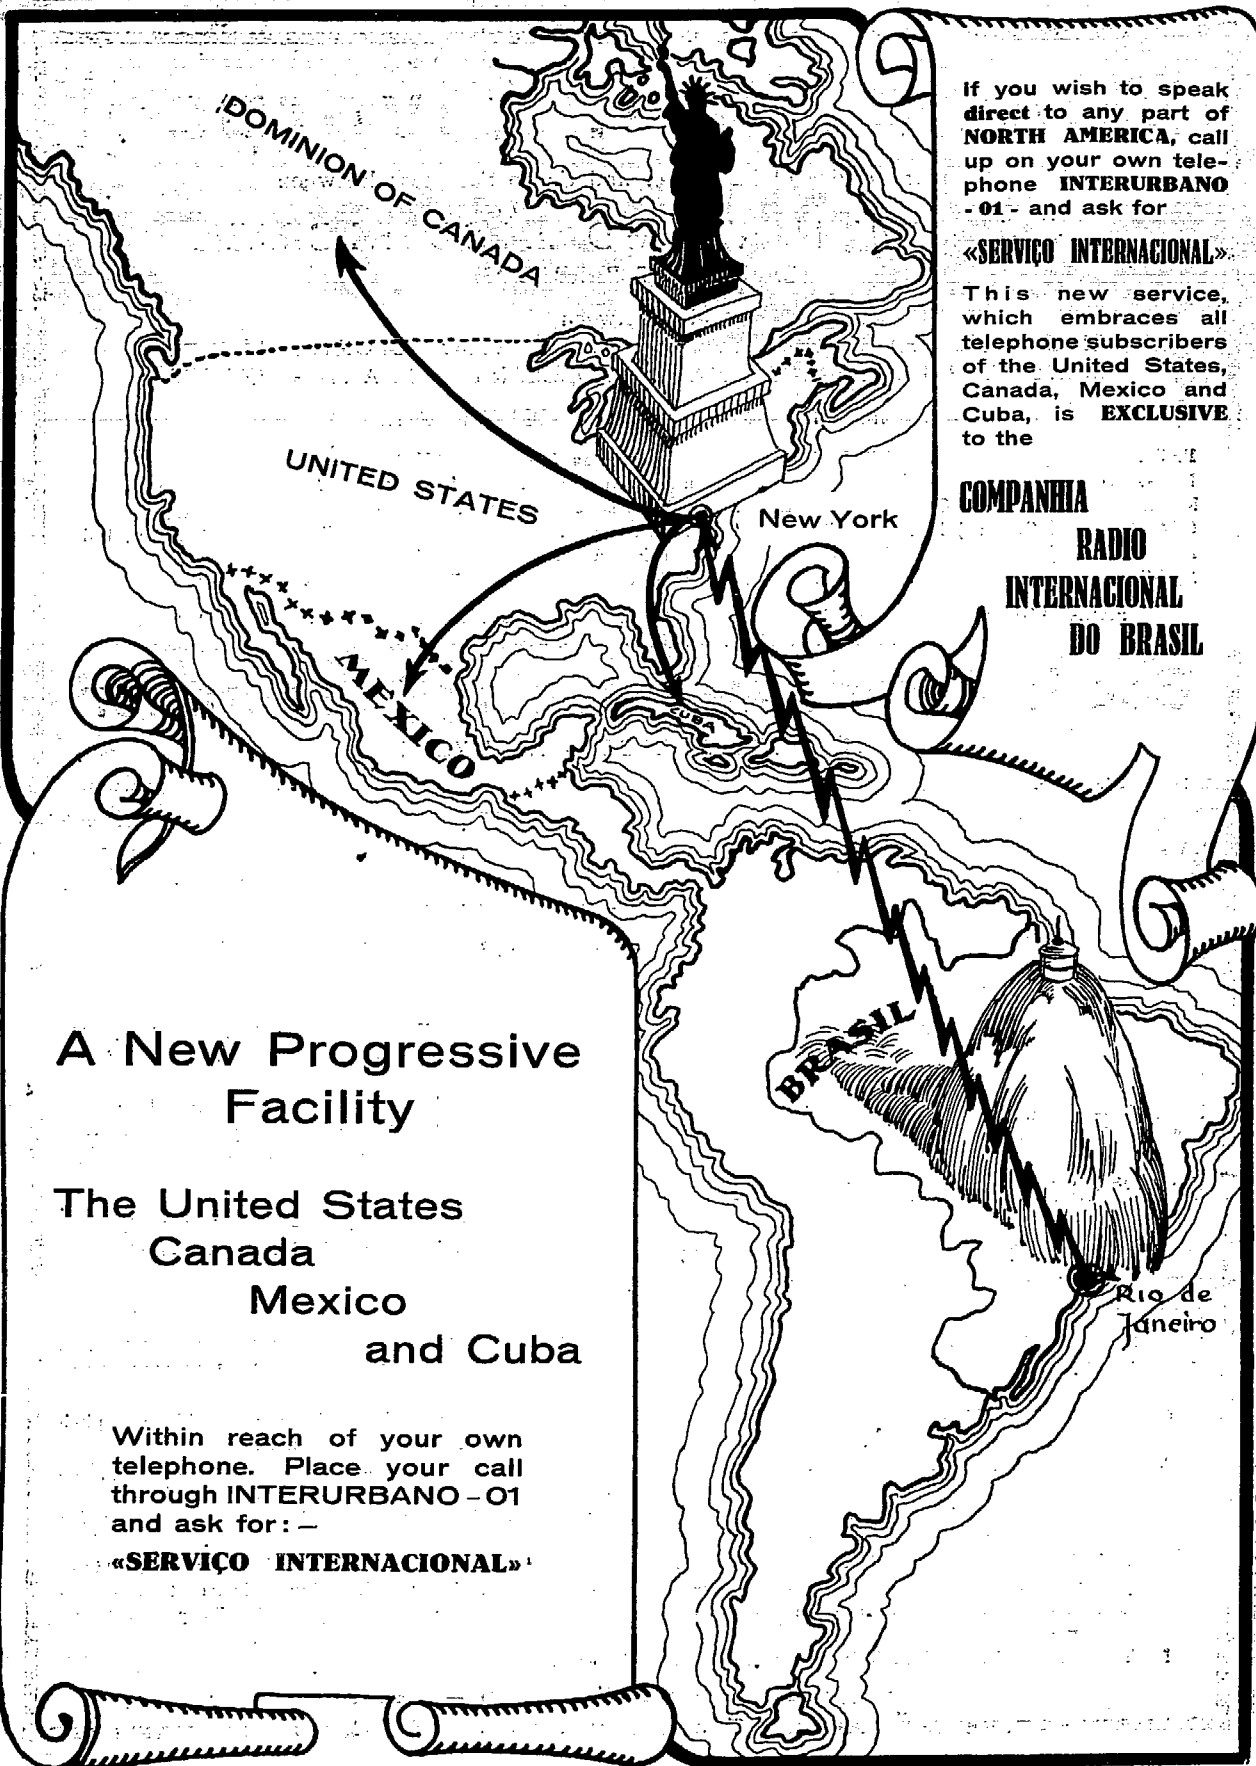 DOMINION OF CANADA
UNITED STATES
New York
MEXICO
CUBA
BRASIL
Rio de
Janeiro
If you wish to speak
direct to any part of
NORTH AMERICA, call
up on your own tele-
phone INTERURBANO
- 01 - and ask for
«SERVIÇO INTERNACIONAL»
This new service,
which embraces all
telephone subscribers
of the United States,
Canada, Mexico and
Cuba, is EXCLUSIVE
to the
COMPANHIA
RADIO
INTERNACIONAL
DO BRASIL
A New Progressive
Facility
The United States
Canada
Mexico
and Cuba
Within reach of your own
telephone. Place your call
through INTERURBANO - 01
and ask for: —
«SERVIÇO INTERNACIONAL»